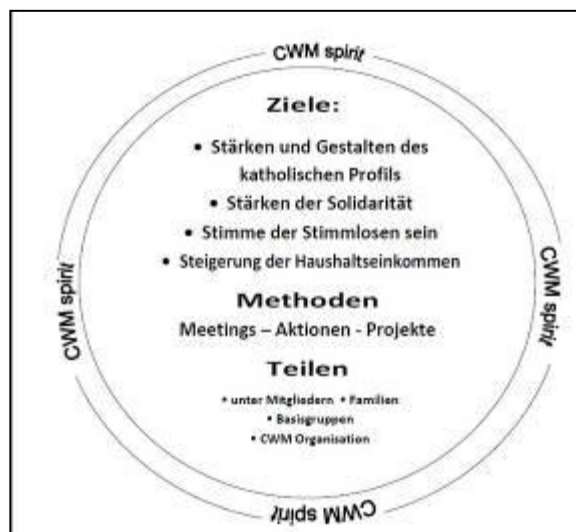 CWM spirit
Ziele:
• Stärken und Gestalten des
katholischen Profils
• Stärken der Solidarität
• Stimme der Stimmlosen sein
• Steigerung der Haushaltseinkommen
CWM spirit
CWM spirit
Methoden
Meetings – Aktionen - Projekte
Teilen
• unter Mitgliedern • Familien
• Basisgruppen
• CWM Organisation
CWM spirit